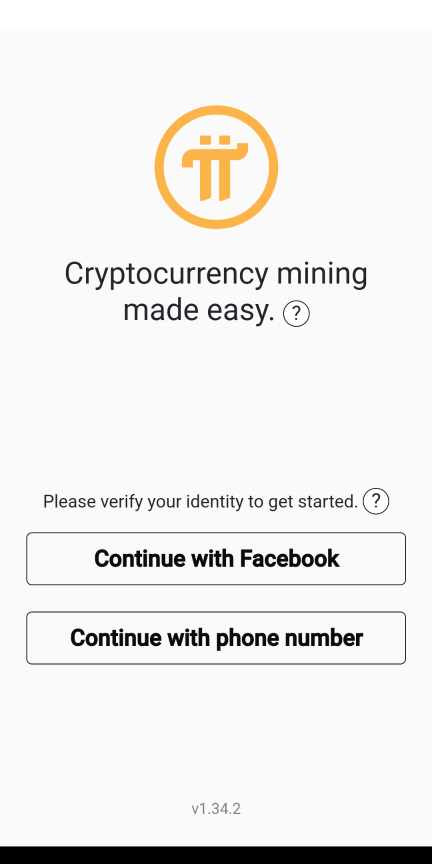 Cryptocurrency mining
made easy. ?
Please verify your identity to get started. ?
Continue with Facebook
Continue with phone number
v1.34.2